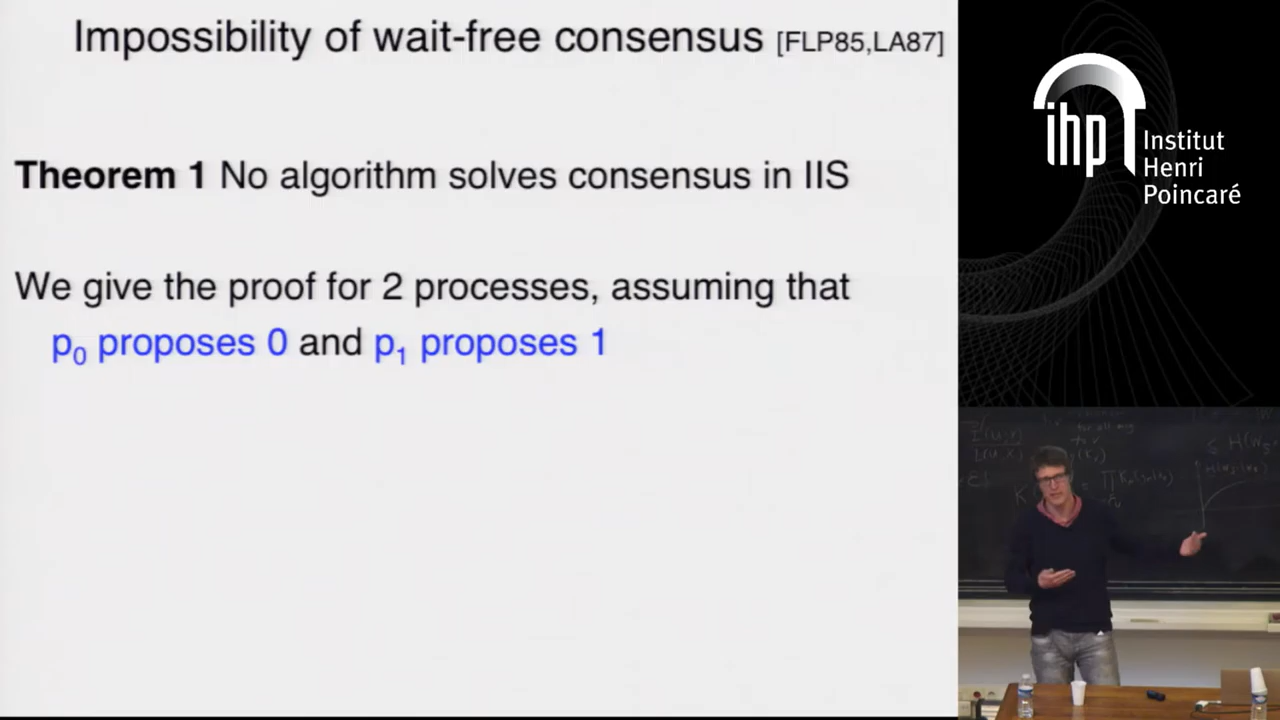 Impossibility of wait-free consensus [FLP85,LA87]
Theorem 1 No algorithm solves consensus in IIS
We give the proof for 2 processes, assuming that
p₀ proposes 0 and p₁ proposes 1
ihp
Institut
Henri
Poincaré